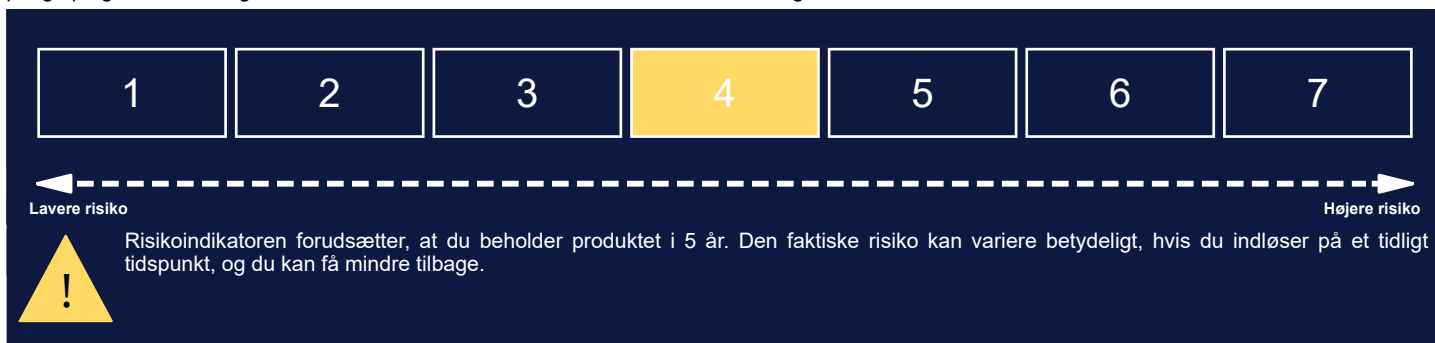 1 2 3 4 5 6 7
Lavere risiko Højere risiko
Risikoindikatoren forudsætter, at du beholder produktet i 5 år. Den faktiske risiko kan variere betydeligt, hvis du indløser på et tidligt
tidspunkt, og du kan få mindre tilbage.
!